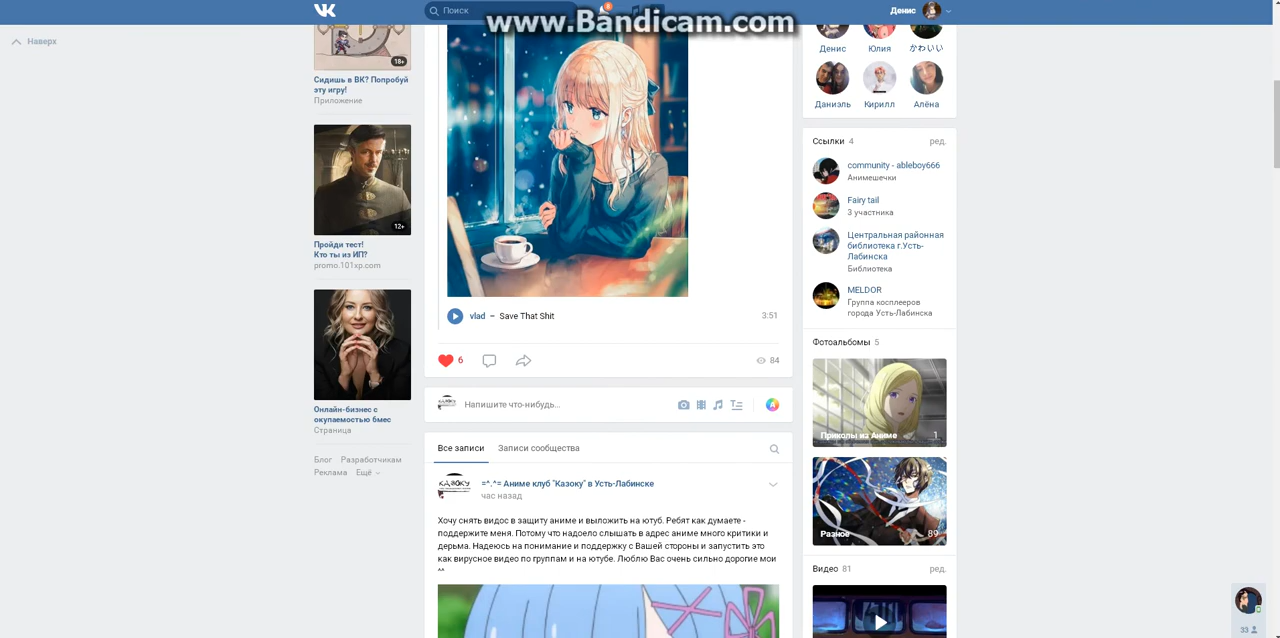 Поиск
8
www.Bandicam.com
Денис
Наверх
18+
Сидишь в ВК? Попробуй
эту игру!
Приложение
12+
Пройди тест!
Кто ты из ИП?
promo.101xp.com
Онлайн-бизнес с
окупаемостью 6мес
Страница
Блог Разработчикам
Реклама Ещё
vlad – Save That Shit
3:51
6
84
Напишите что-нибудь...
Все записи Записи сообщества
КАЗОКУ
=^.^= Аниме клуб "Казоку" в Усть-Лабинске
час назад
Хочу снять видос в защиту аниме и выложить на ютуб. Ребят как думаете -
поддержите меня. Потому что надоело слышать в адрес аниме много критики и
дерьма. Надеюсь на понимание и поддержку с Вашей стороны и запустить это
как вирусное видео по группам и на ютубе. Люблю Вас очень сильно дорогие мои
^^
Денис Юлия かわいい
Даниэль Кирилл Алёна
Ссылки 4 ред.
community - ableboy666
Анимешечки
Fairy tail
3 участника
Центральная районная
библиотека г.Усть-
Лабинска
Библиотека
MELDOR
Группа косплееров
города Усть-Лабинска
Фотоальбомы 5
Приколы из Аниме 1
Разное 89
Видео 81 ред.
33